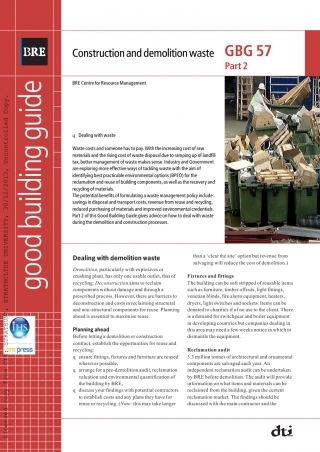 BRE
Construction and demolition waste
GBG 57
Part 2
BRE Centre for Resource Management
good building guide
q Dealing with waste
Waste costs and someone has to pay. With the increasing cost of raw
materials and the rising cost of waste disposal due to ramping up of landfill
tax, better management of waste makes sense. Industry and Government
are exploring more effective ways of tackling waste with the aim of
identifying best practicable environmental options (BPEO) for the
reclamation and reuse of building components, as well as the recovery and
recycling of materials.
The potential benefits of formulating a waste management policy include:
savings in disposal and transport costs, revenue from reuse and recycling,
reduced purchasing of materials and improved environmental credentials.
Part 2 of this Good Building Guide gives advice on how to deal with waste
during the demolition and construction processes.
Dealing with demolition waste
Demolition, particularly with explosives or
crushing plant, has only one usable outlet, that of
recycling. Deconstruction aims to reclaim
components without damage and through a
prescribed process. However, there are barriers to
deconstruction and costs in reclaiming structural
and non-structural components for reuse. Planning
ahead is essential to maximise reuse.
Planning ahead
Before letting a demolition or construction
contract, establish the opportunities for reuse and
recycling:
q ensure fittings, fixtures and furniture are reused
wherever possible,
q arrange for a pre-demolition audit, reclamation
valuation and environmental quantification of
the building by BRE,
q discuss your findings with potential contractors
to establish costs and any plans they have for
reuse or recycling. (Note: this may take longer
than a 'clear the site' option but revenue from
salvaging will reduce the cost of demolition.)
Fixtures and fittings
The building can be soft stripped of reusable items
such as furniture, timber offcuts, light fittings,
venetian blinds, fire alarm equipment, heaters,
dryers, light switches and sockets. Items can be
donated to charities if of no use to the client. There
is a demand for switchgear and boiler equipment
in developing countries but companies dealing in
this area may need a few weeks notice in which to
dismantle the equipment.
Reclamation audit
3.3 million tonnes of architectural and ornamental
components are salvaged each year. An
independent reclamation audit can be undertaken
by BRE before demolition. The audit will provide
information on what items and materials can be
reclaimed from the building, given the current
reclamation market. The findings should be
discussed with the main contractor and the
IHS
bre press
dti